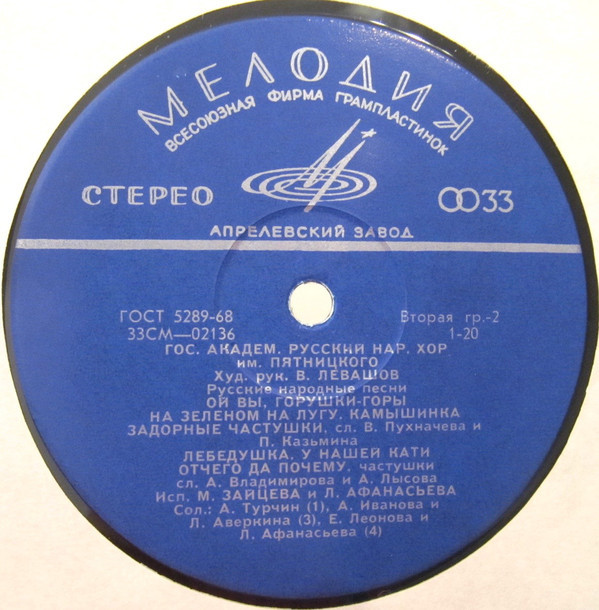 МЕЛОДИЯ
ВСЕСОЮЗНАЯ ФИРМА ГРАМПЛАСТИНОК
СТЕРЕО
33
АПРЕЛЕВСКИЙ ЗАВОД
ГОСТ 5289-68 Вторая гр.-2
33СМ—02136 1-20
ГОС. АКАДЕМ. РУССКИЙ НАР. ХОР
им. ПЯТНИЦКОГО
Худ. рук. В. ЛЕВАШОВ
Русские народные песни
ОЙ ВЫ, ГОРУШКИ-ГОРЫ
НА ЗЕЛЕНОМ НА ЛУГУ. КАМЫШИНКА
ЗАДОРНЫЕ ЧАСТУШКИ, сл. В. Пухначева и
П. Казьмина
ЛЕБЕДУШКА. У НАШЕЙ КАТИ
ОТЧЕГО ДА ПОЧЕМУ. частушки
сл. А. Владимирова и А. Лысова
Исп. М. ЗАЙЦЕВА и Л. АФАНАСЬЕВА
Сол.: А. Турчин (1), А. Иванова и
Л. Аверкина (3), Е. Леонова и
Л. Афанасьева (4)